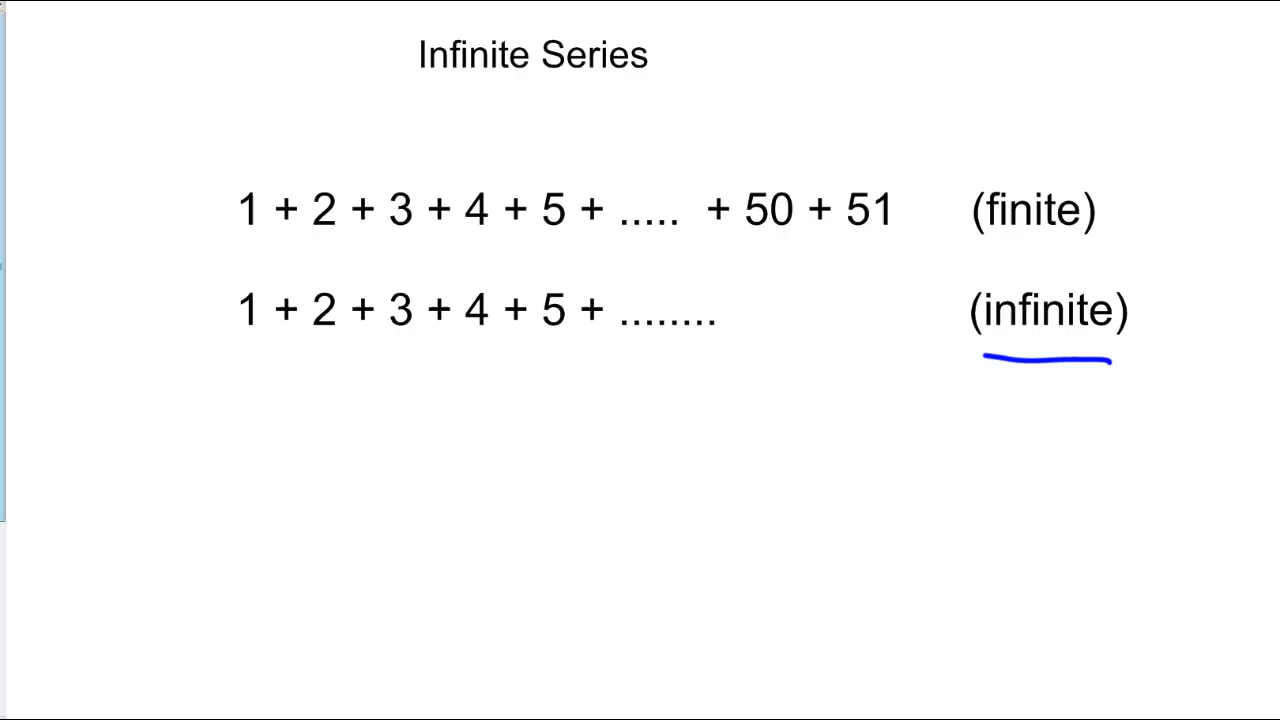 Infinite Series
1 + 2 + 3 + 4 + 5 + ..... + 50 + 51 (finite)
1 + 2 + 3 + 4 + 5 + ........ (infinite)